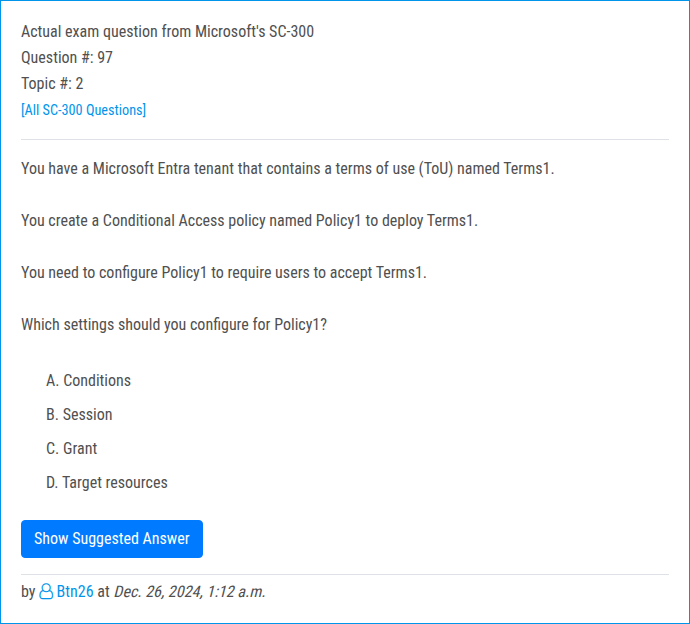 Actual exam question from Microsoft's SC-300
Question #: 97
Topic #: 2
[All SC-300 Questions]
You have a Microsoft Entra tenant that contains a terms of use (ToU) named Terms1.
You create a Conditional Access policy named Policy1 to deploy Terms1.
You need to configure Policy1 to require users to accept Terms1.
Which settings should you configure for Policy1?
A. Conditions
B. Session
C. Grant
D. Target resources
Show Suggested Answer
by Btn26 at Dec. 26, 2024, 1:12 a.m.